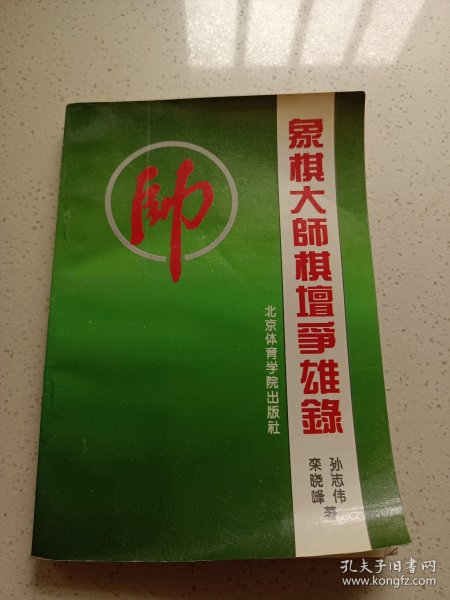 帥
象棋大師棋壇爭雄錄
北京体育学院出版社
孙志伟
栾晓峰
著
孔夫子旧书网
www.kongfz.com